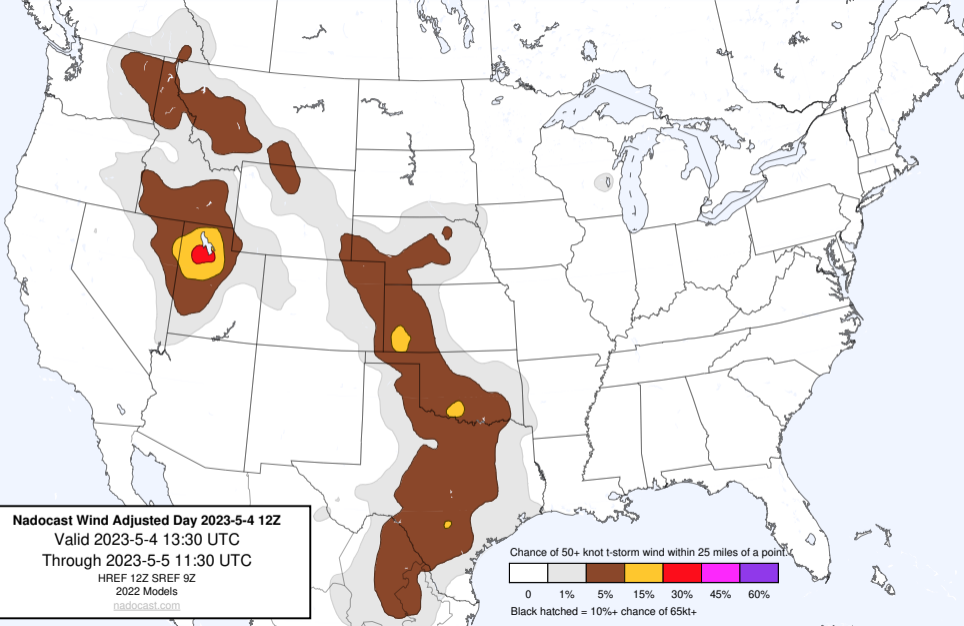 Nadocast Wind Adjusted Day 2023-5-4 12Z
Valid 2023-5-4 13:30 UTC
Through 2023-5-5 11:30 UTC
HREF 12Z SREF 9Z
2022 Models
nadocast.com
Chance of 50+ knot t-storm wind within 25 miles of a point.
0 1% 5% 15% 30% 45% 60%
Black hatched = 10%+ chance of 65kt+